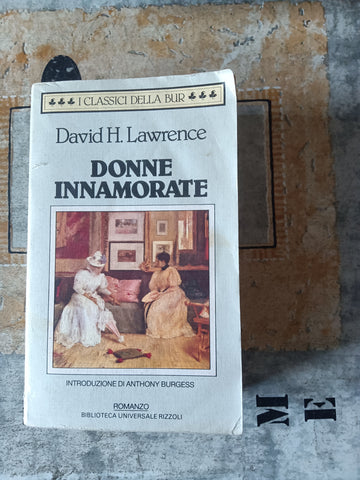 I CLASSICI DELLA BUR
David H. Lawrence
DONNE
INNAMORATE
INTRODUZIONE DI ANTHONY BURGESS
ROMANZO
BIBLIOTECA UNIVERSALE RIZZOLI
M E